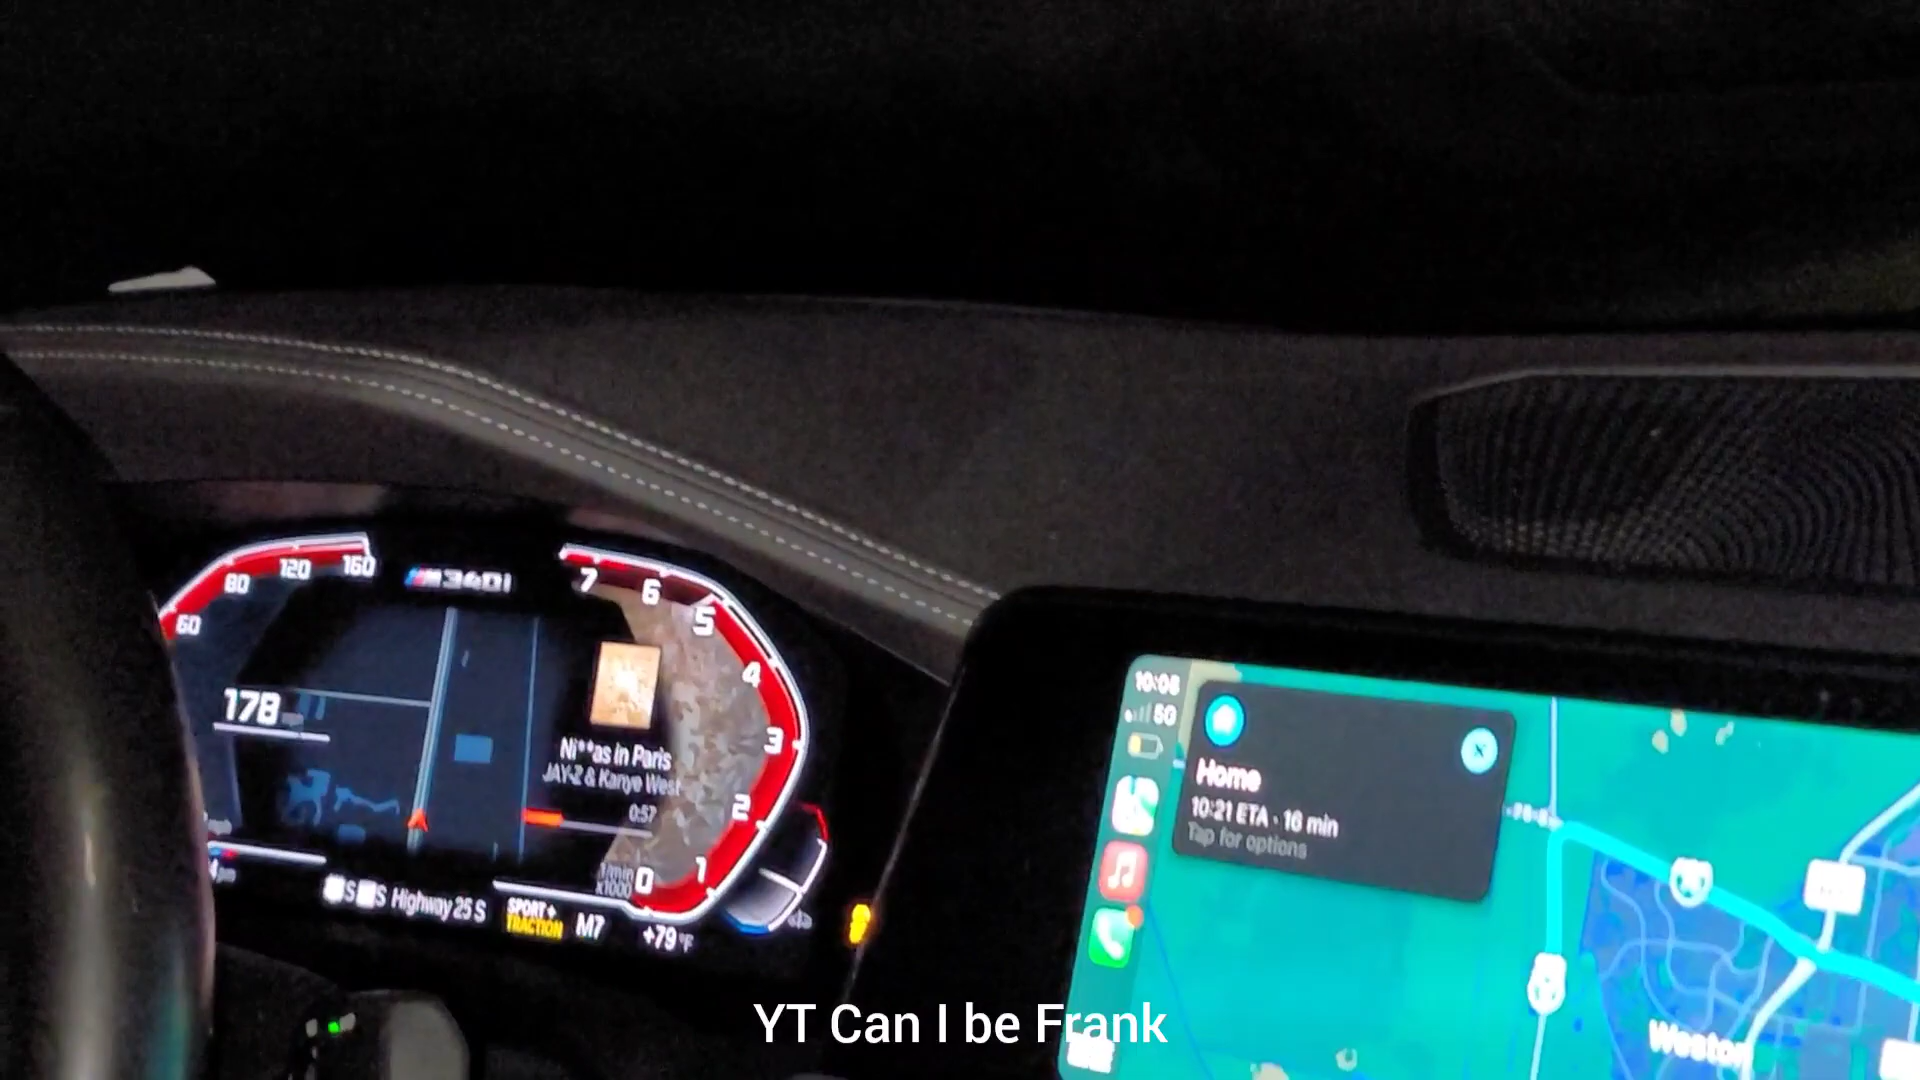 60
80
120
160
M340i
7
6
5
4
3
2
1
0
178
Ni**as in Paris
JAY-Z & Kanye West
0:57
1/min
x1000
Highway 25 S
SPORT+
TRACTION
M7
+79 °F
10:08
5G
Home
10:21 ETA · 16 min
Tap for options
Weston
YT Can I be Frank